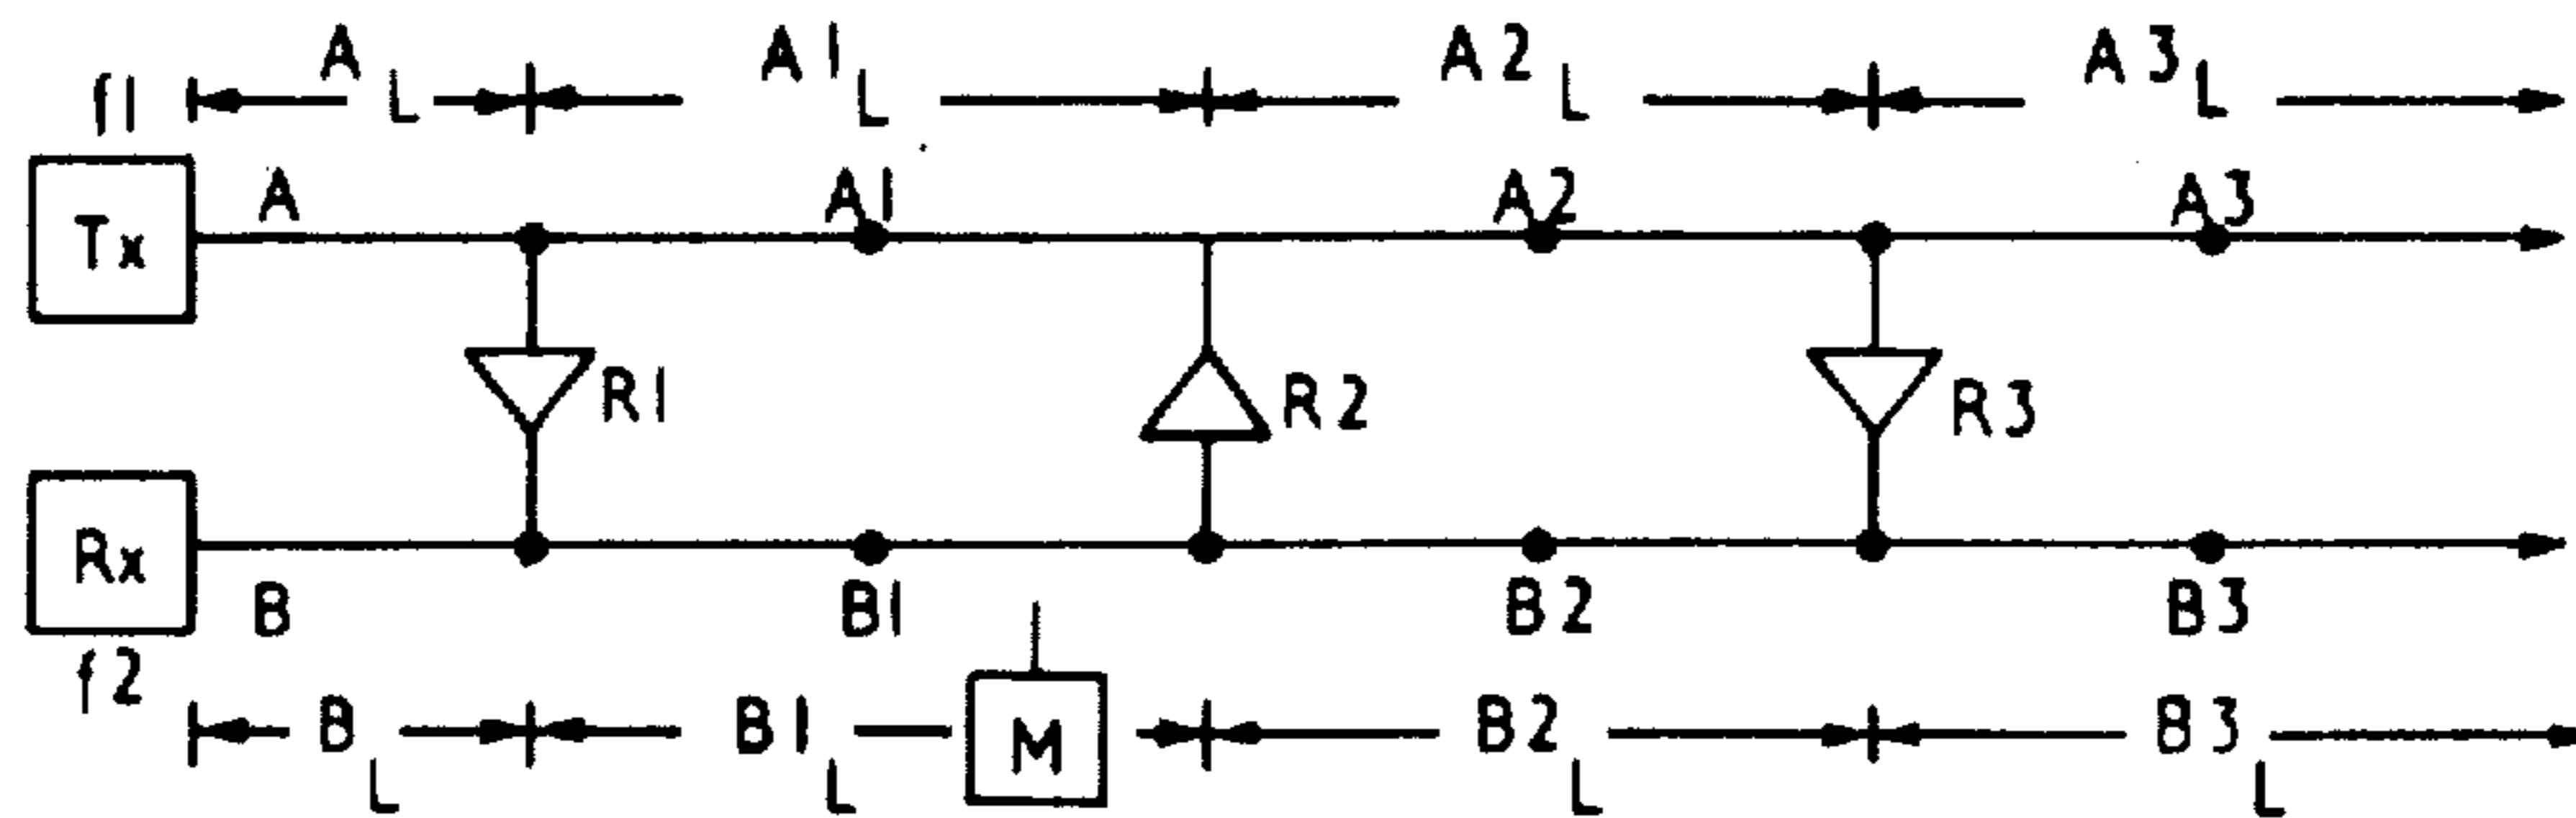 f1 A L A1 L A2 L A3 L
Tx A A1 A2 A3
R1 R2 R3
Rx B B1 B2 B3
f2 B L B1 L M B2 L B3 L